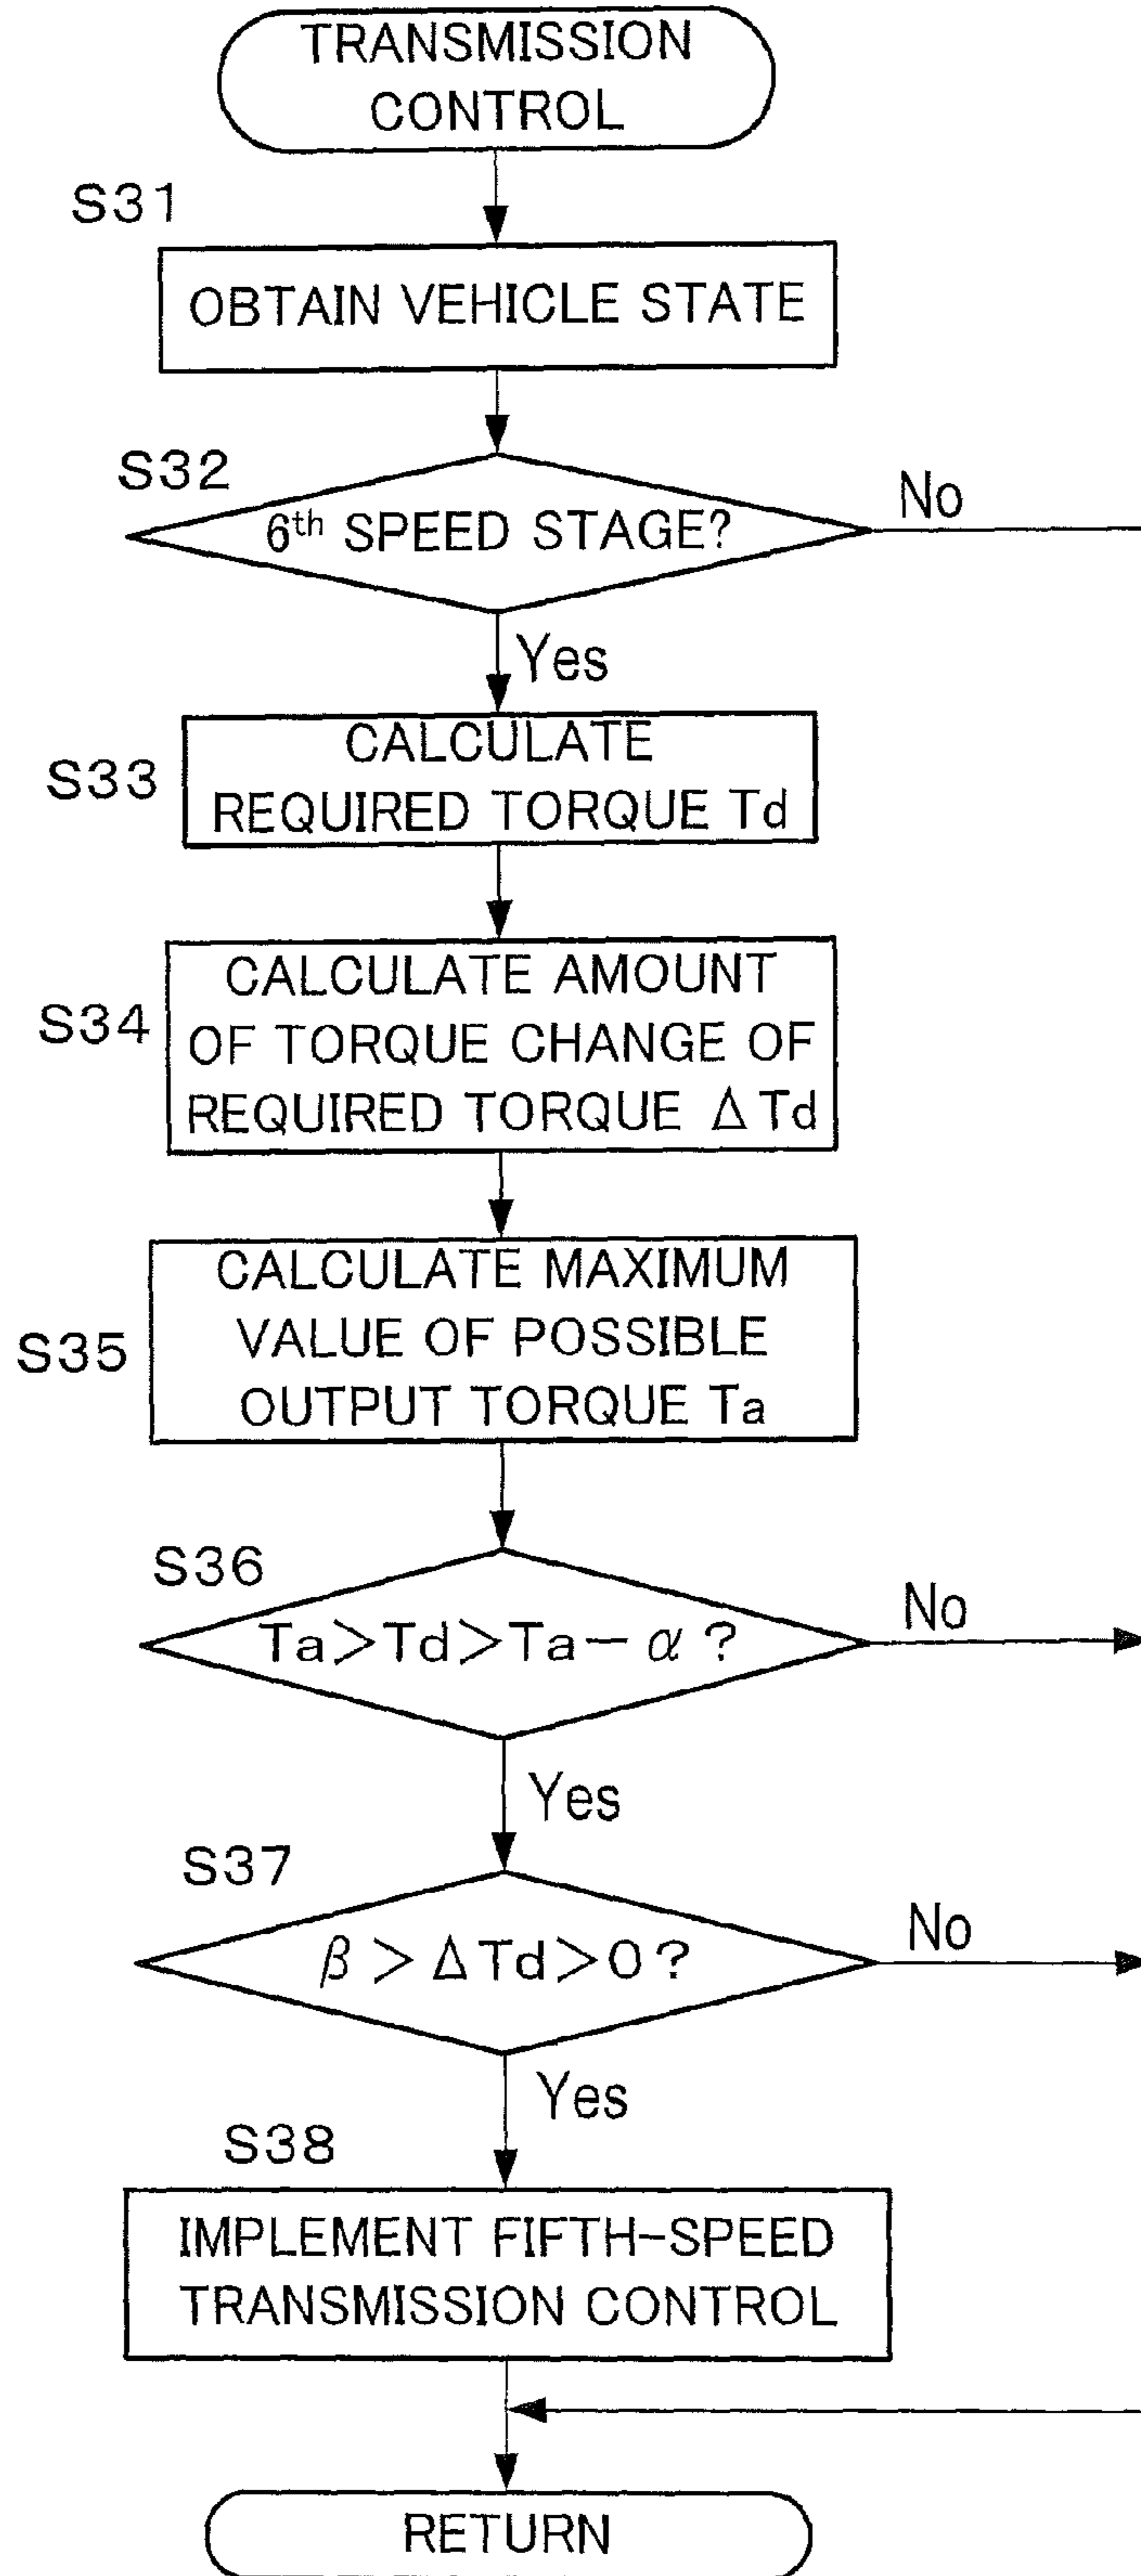 TRANSMISSION
CONTROL
S31
OBTAIN VEHICLE STATE
S32
6th SPEED STAGE?
No
Yes
S33
CALCULATE
REQUIRED TORQUE Td
S34
CALCULATE AMOUNT
OF TORQUE CHANGE OF
REQUIRED TORQUE Δ Td
S35
CALCULATE MAXIMUM
VALUE OF POSSIBLE
OUTPUT TORQUE Ta
S36
Ta>Td>Ta-α?
No
Yes
S37
β>ΔTd>0?
No
Yes
S38
IMPLEMENT FIFTH-SPEED
TRANSMISSION CONTROL
RETURN